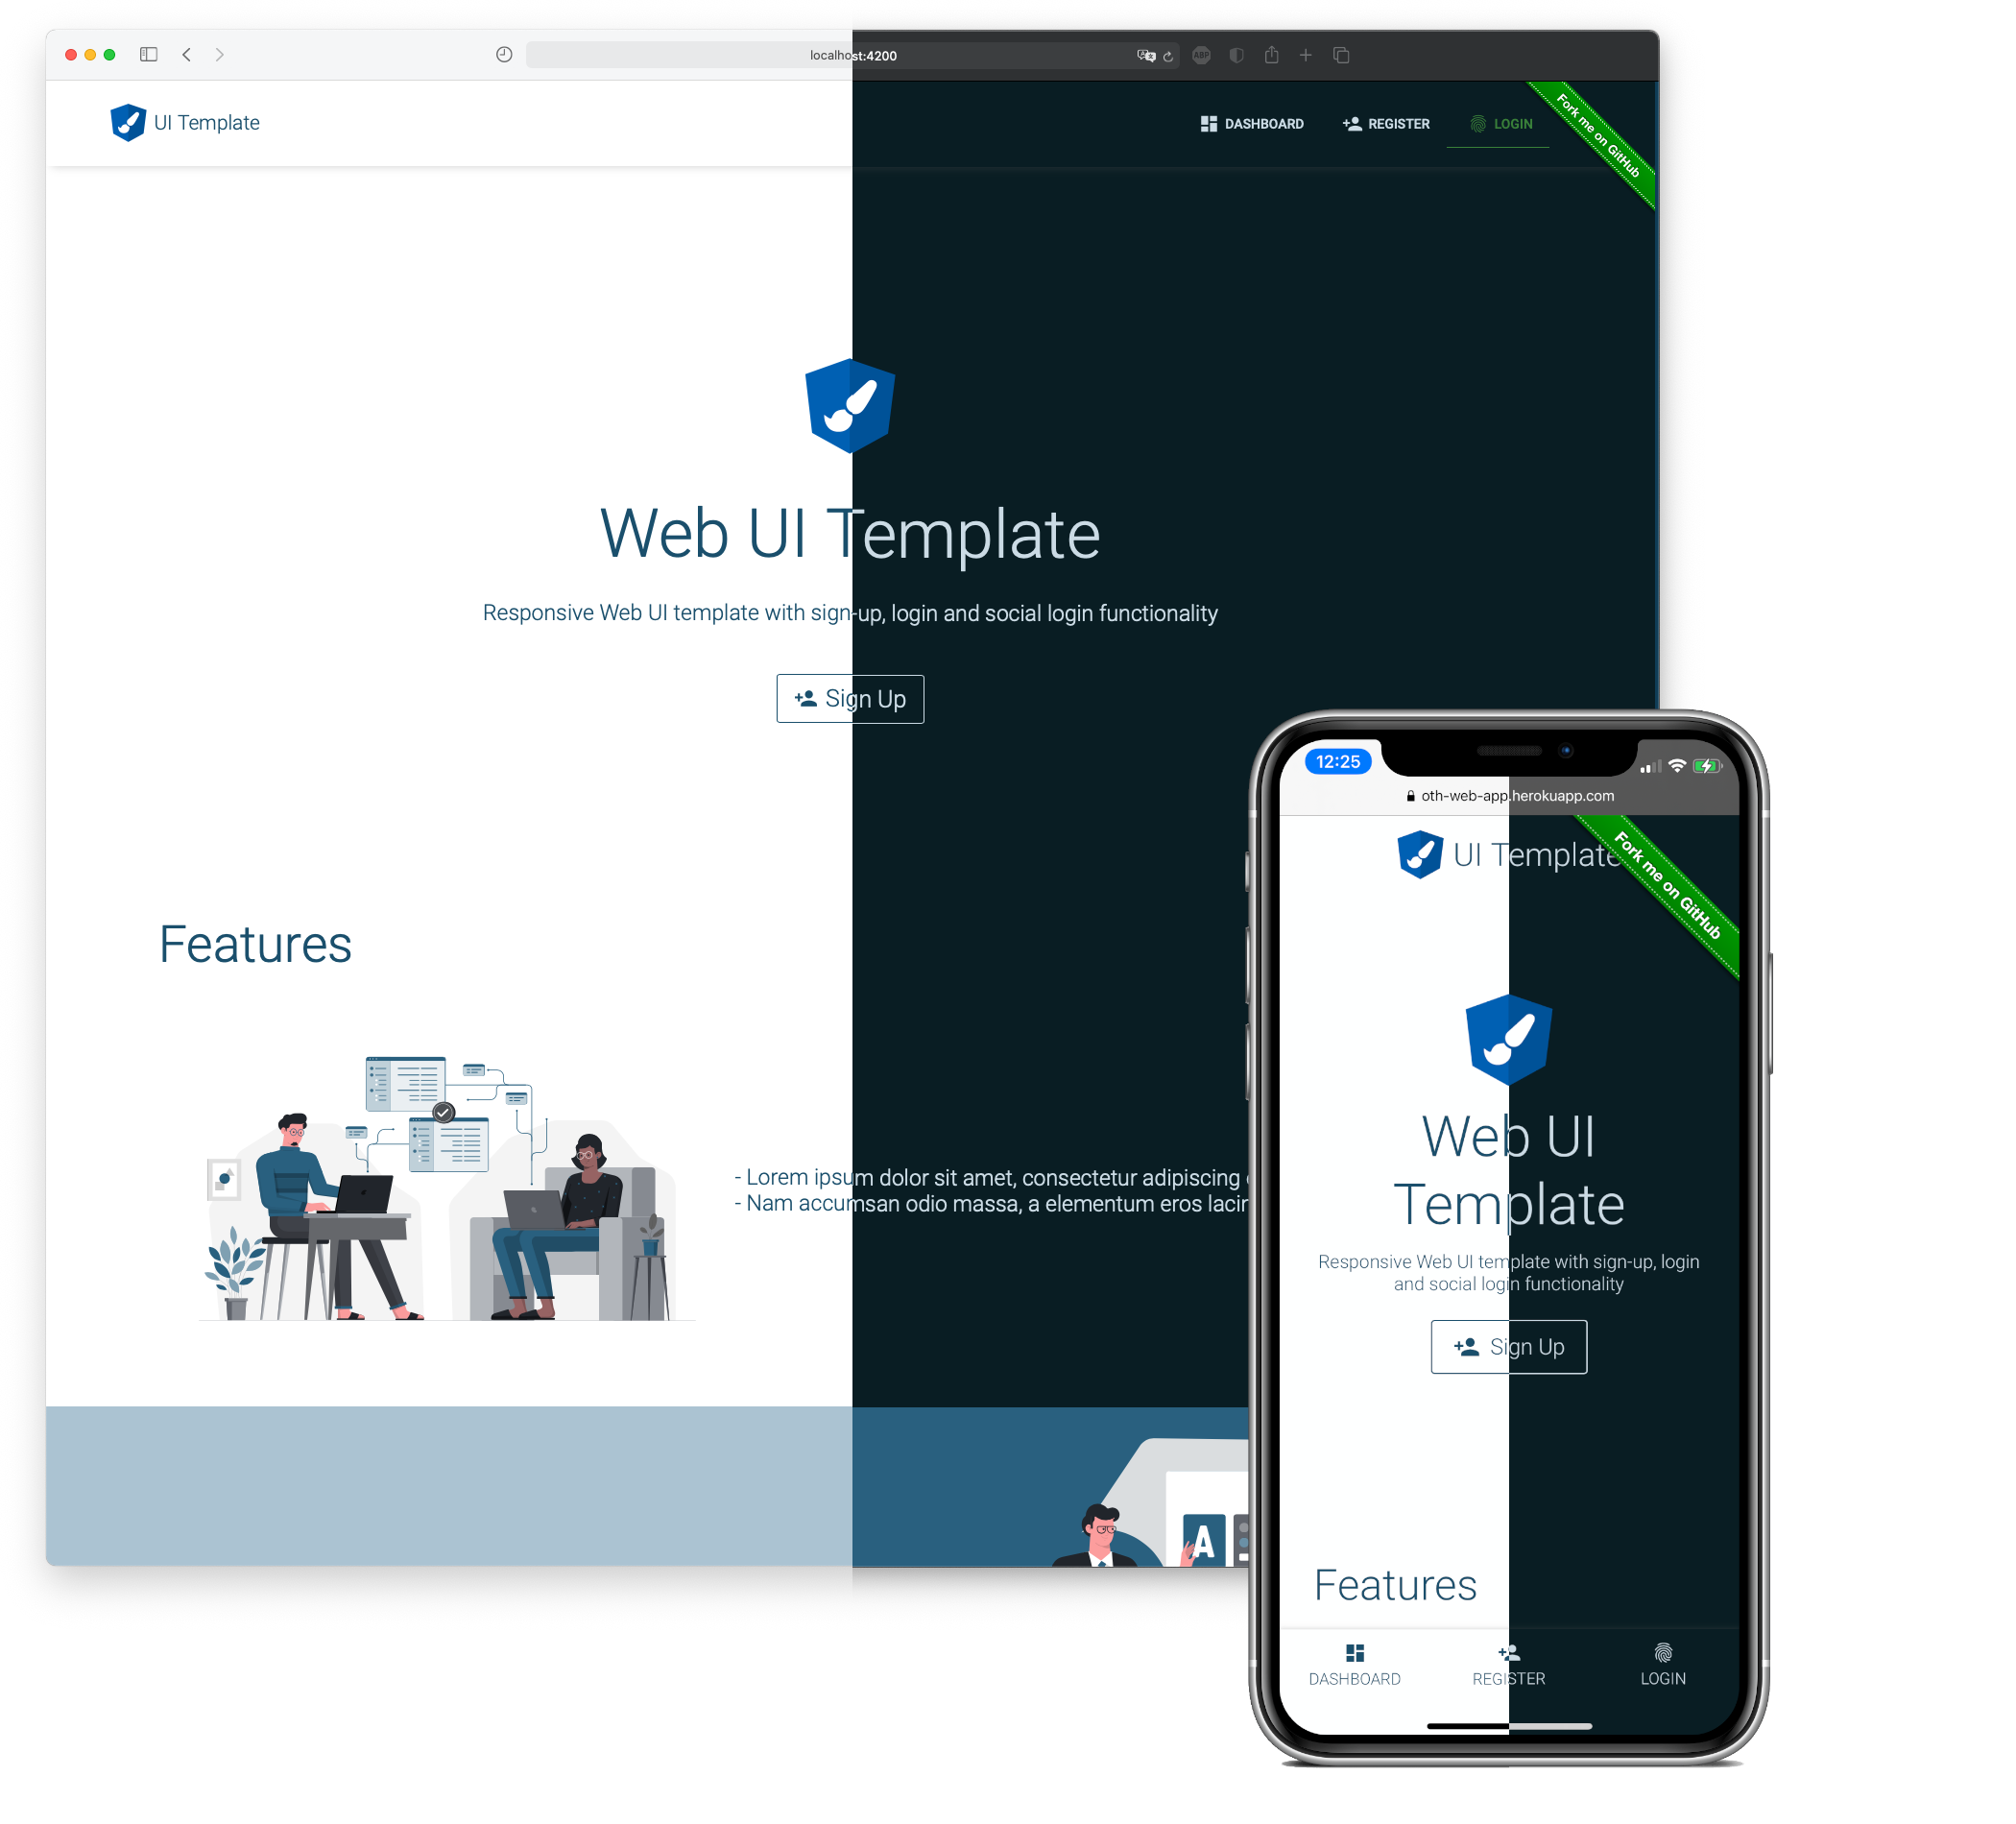 localhost:4200
UI Template
DASHBOARD
REGISTER
LOGIN
Fork me on GitHub
Web UI Template
Responsive Web UI template with sign-up, login and social login functionality
Sign Up
Features
- Lorem ipsum dolor sit amet, consectetur adipiscing
- Nam accumsan odio massa, a elementum eros
A
12:25
oth-web-app.herokuapp.com
UI Template
Fork me on GitHub
Web UI
Template
Responsive Web UI template with sign-up, login
and social login functionality
Sign Up
Features
DASHBOARD
REGISTER
LOGIN